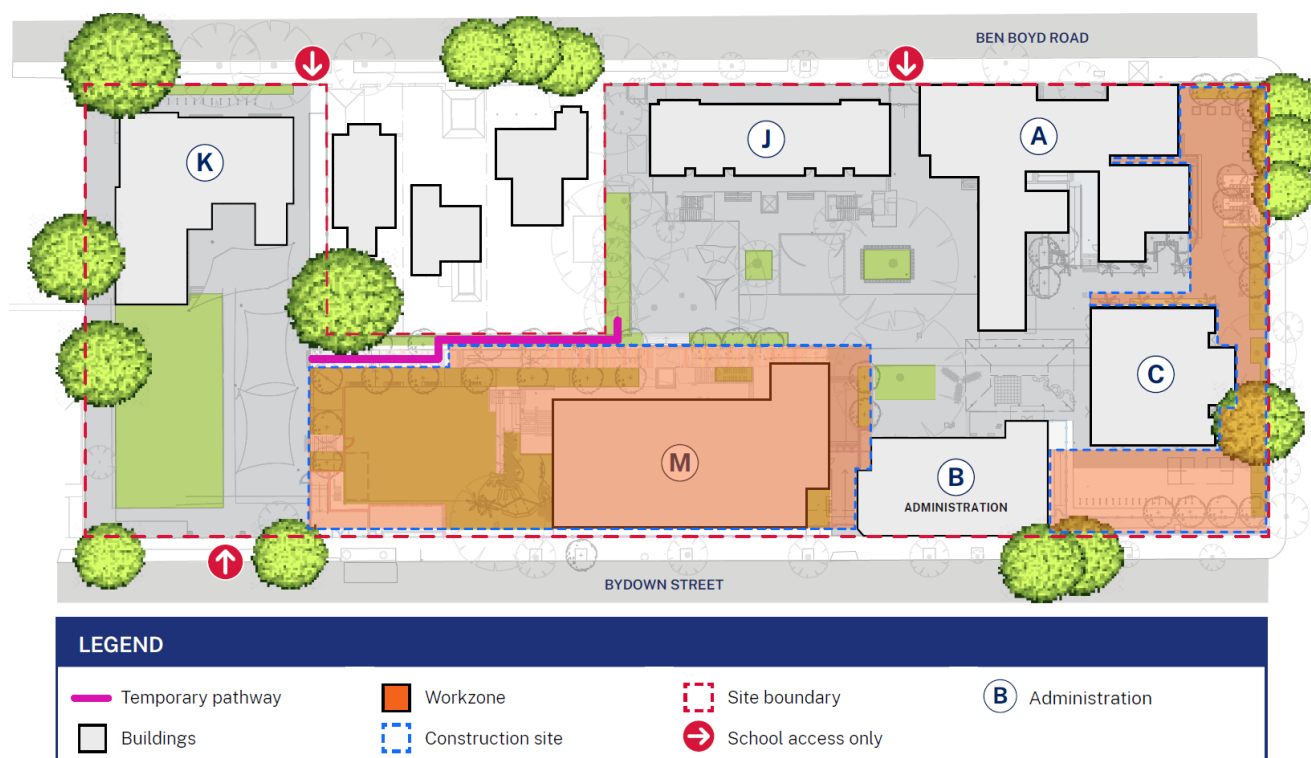 BEN BOYD ROAD
K
J
A
C
M
B
ADMINISTRATION
BYDOWN STREET
LEGEND
Temporary pathway
Workzone
Site boundary
B Administration
Buildings
Construction site
School access only